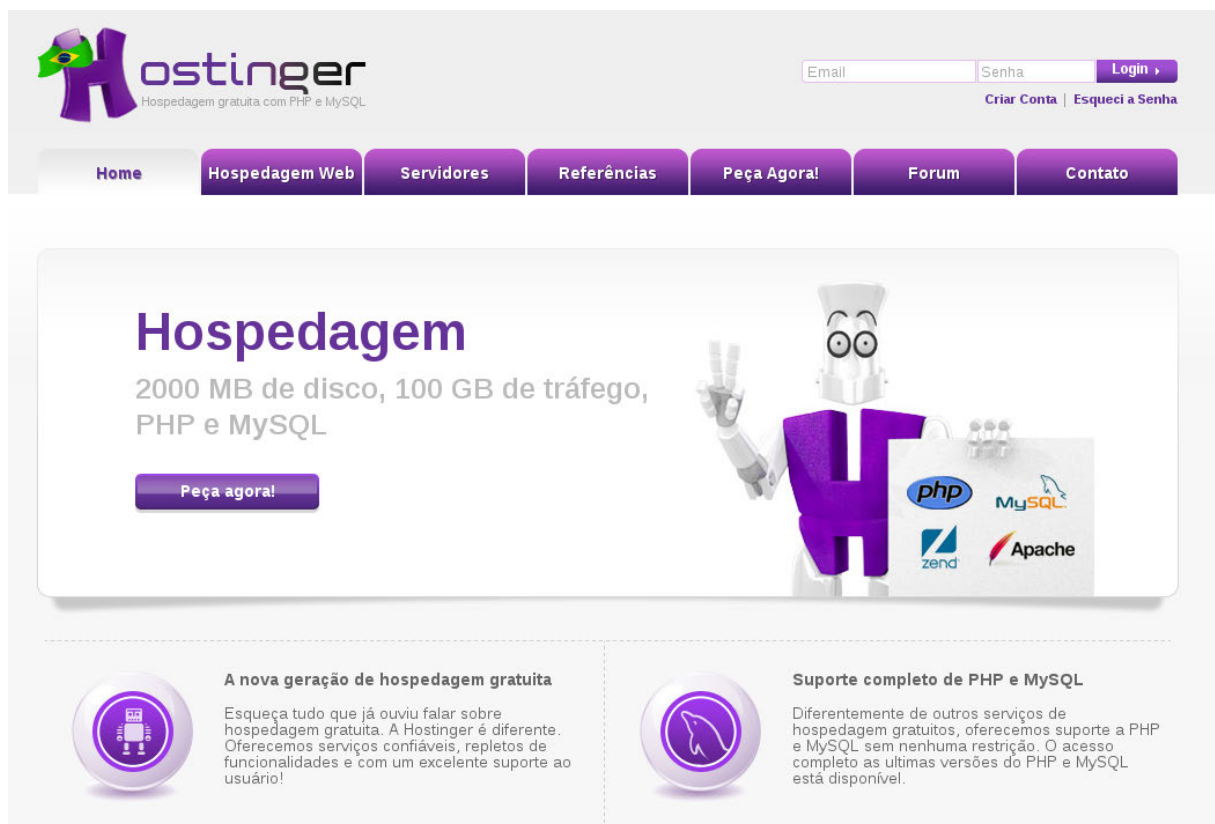 Hostinger
Hospedagem gratuita com PHP e MySQL
Email
Senha
Login
Criar Conta | Esqueci a Senha
Home
Hospedagem Web
Servidores
Referências
Peça Agora!
Forum
Contato
Hospedagem
2000 MB de disco, 100 GB de tráfego,
PHP e MySQL
Peça agora!
php
MySQL
zend
Apache
A nova geração de hospedagem gratuita
Esqueça tudo que já ouviu falar sobre
hospedagem gratuita. A Hostinger é diferente.
Oferecemos serviços confiáveis, repletos de
funcionalidades e com um excelente suporte ao
usuário!
Suporte completo de PHP e MySQL
Diferentemente de outros serviços de
hospedagem gratuitos, oferecemos suporte a PHP
e MySQL sem nenhuma restrição. O acesso
completo as ultimas versões do PHP e MySQL
está disponível.